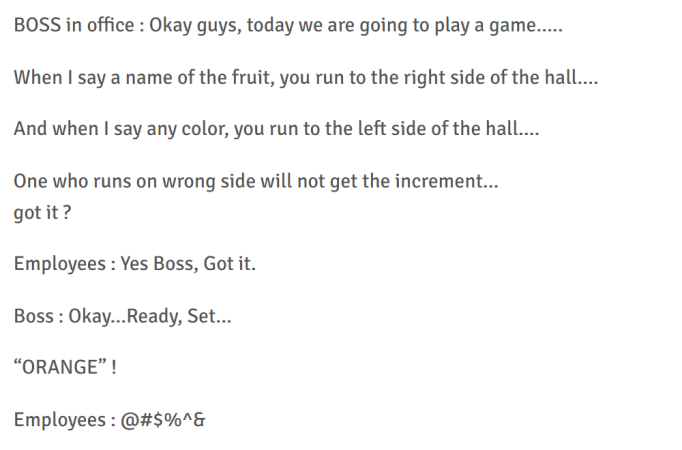 BOSS in office : Okay guys, today we are going to play a game.....
When I say a name of the fruit, you run to the right side of the hall....
And when I say any color, you run to the left side of the hall....
One who runs on wrong side will not get the increment...
got it ?
Employees : Yes Boss, Got it.
Boss : Okay...Ready, Set...
“ORANGE” !
Employees : @#$%^&